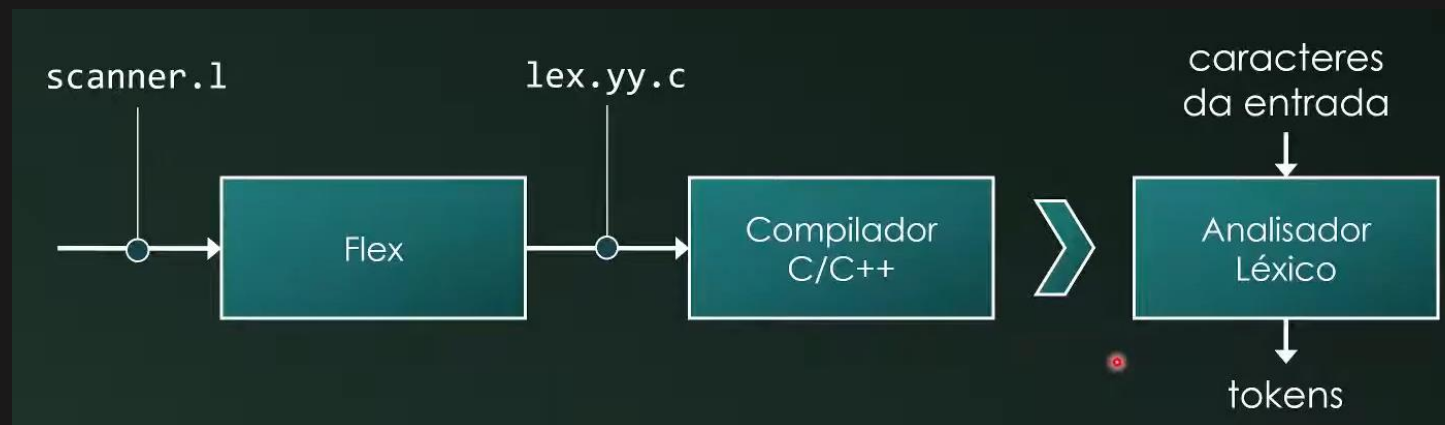 scanner.l
lex.yy.c
caracteres
da entrada
Flex
Compilador
C/C++
Analisador
Léxico
tokens